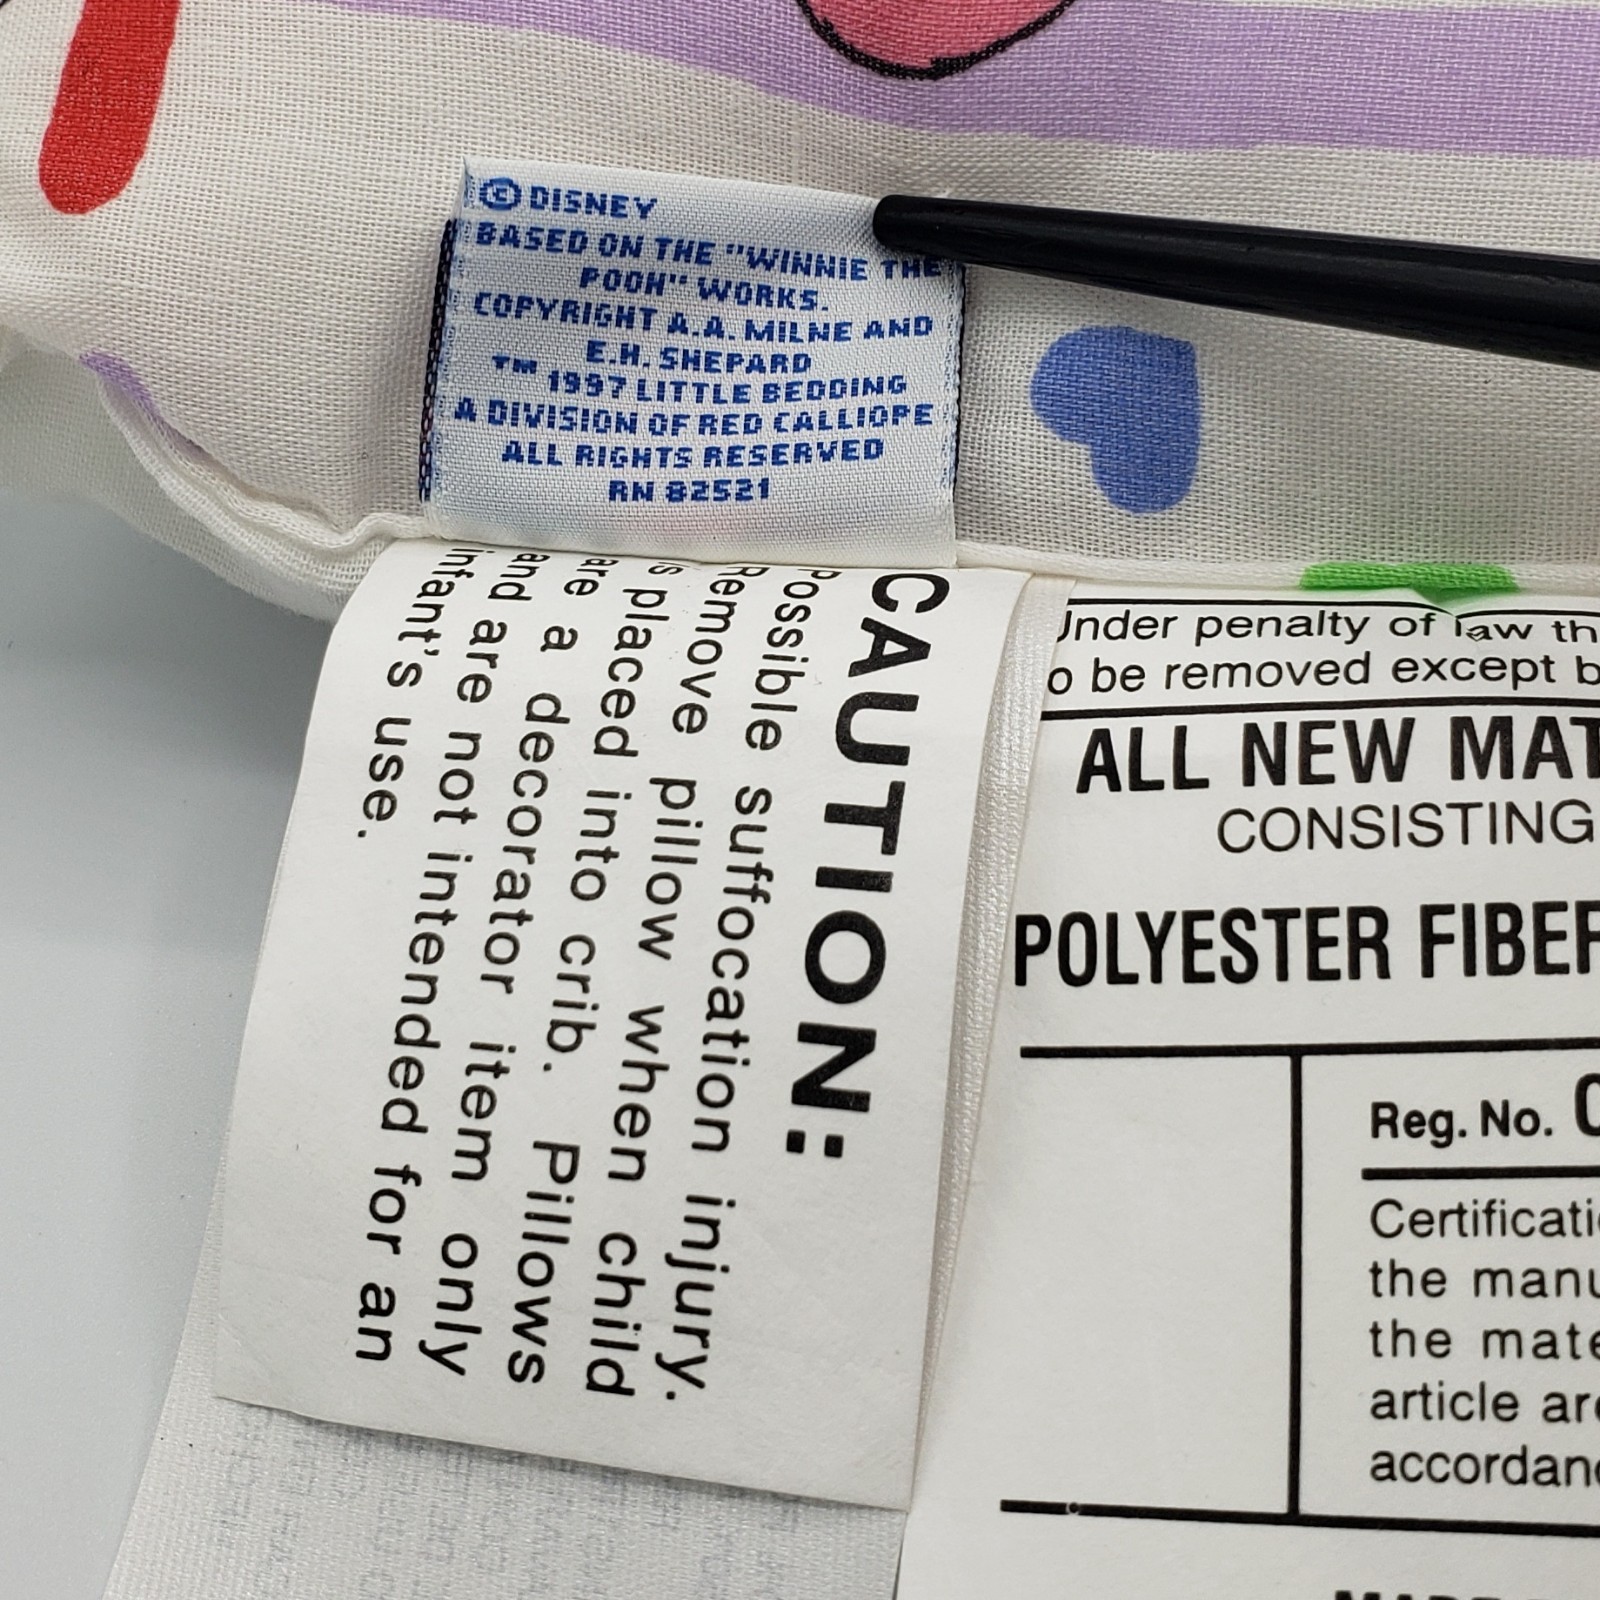 © DISNEY
BASED ON THE "WINNIE THE
POOH" WORKS.
COPYRIGHT A.A. MILNE AND
E.H. SHEPARD
™ 1997 LITTLE BEDDING
A DIVISION OF RED CALLIOPE
ALL RIGHTS RESERVED
RN 82521
CAUTION:
Possible suffocation injury.
Remove pillow when child
is placed into crib. Pillows
are a decorator item only
and are not intended for an
infant's use.
Under penalty of law th
o be removed except b
ALL NEW MAT
CONSISTING
POLYESTER FIBER
Reg. No.
Certificati
the manu
the mate
article are
accordanc